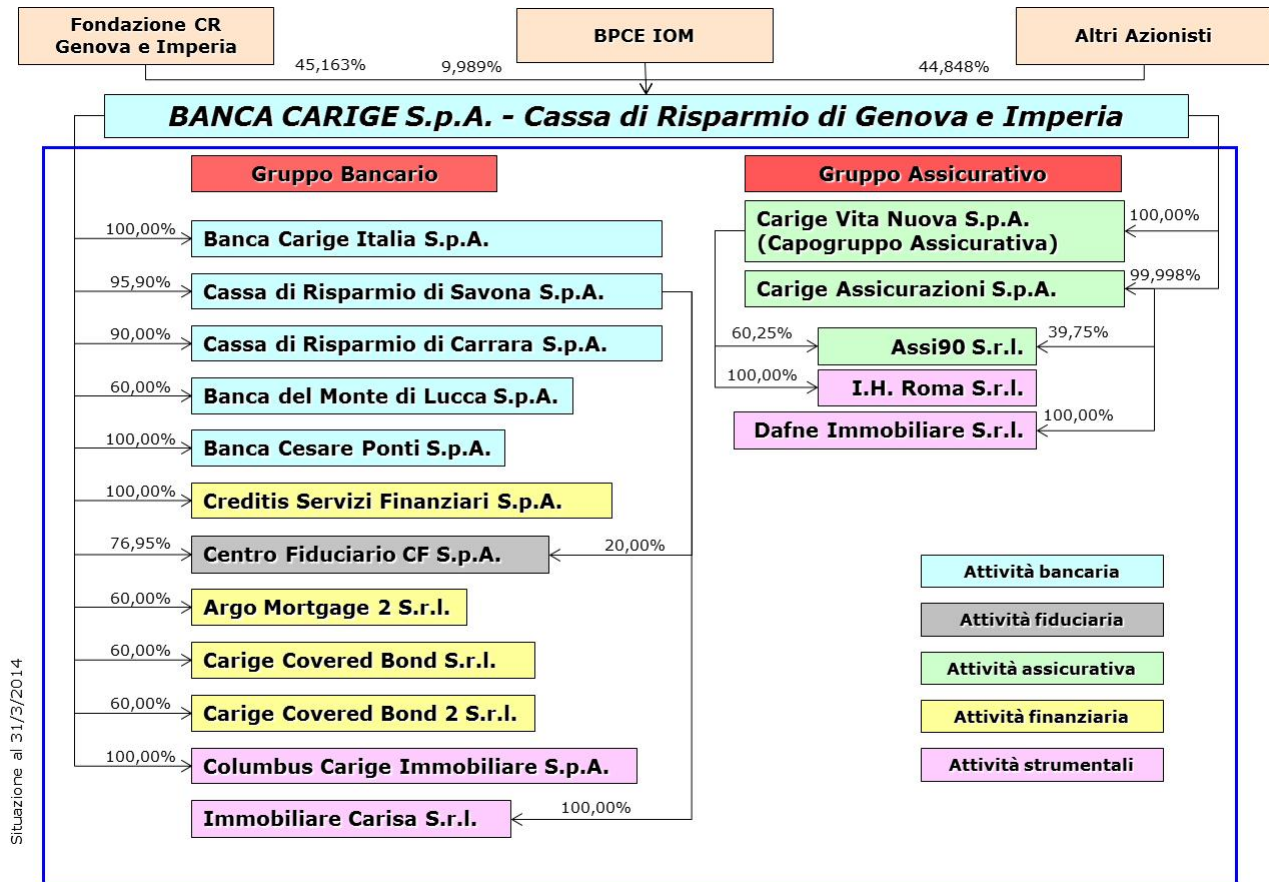 Fondazione CR
Genova e Imperia
BPCE IOM
Altri Azionisti
45,163%
9,989%
44,848%
BANCA CARIGE S.p.A. - Cassa di Risparmio di Genova e Imperia
Gruppo Bancario
100,00%
Banca Carige Italia S.p.A.
95,90%
Cassa di Risparmio di Savona S.p.A.
90,00%
Cassa di Risparmio di Carrara S.p.A.
60,00%
Banca del Monte di Lucca S.p.A.
100,00%
Banca Cesare Ponti S.p.A.
100,00%
Creditis Servizi Finanziari S.p.A.
76,95%
Centro Fiduciario CF S.p.A.
20,00%
60,00%
Argo Mortgage 2 S.r.l.
60,00%
Carige Covered Bond S.r.l.
60,00%
Carige Covered Bond 2 S.r.l.
100,00%
Columbus Carige Immobiliare S.p.A.
Immobiliare Carisa S.r.l.
100,00%
Gruppo Assicurativo
Carige Vita Nuova S.p.A.
(Capogruppo Assicurativa)
100,00%
Carige Assicurazioni S.p.A.
99,998%
60,25%
Assi90 S.r.l.
39,75%
100,00%
I.H. Roma S.r.l.
Dafne Immobiliare S.r.l.
100,00%
Attività bancaria
Attività fiduciaria
Attività assicurativa
Attività finanziaria
Attività strumentali
Situazione al 31/3/2014